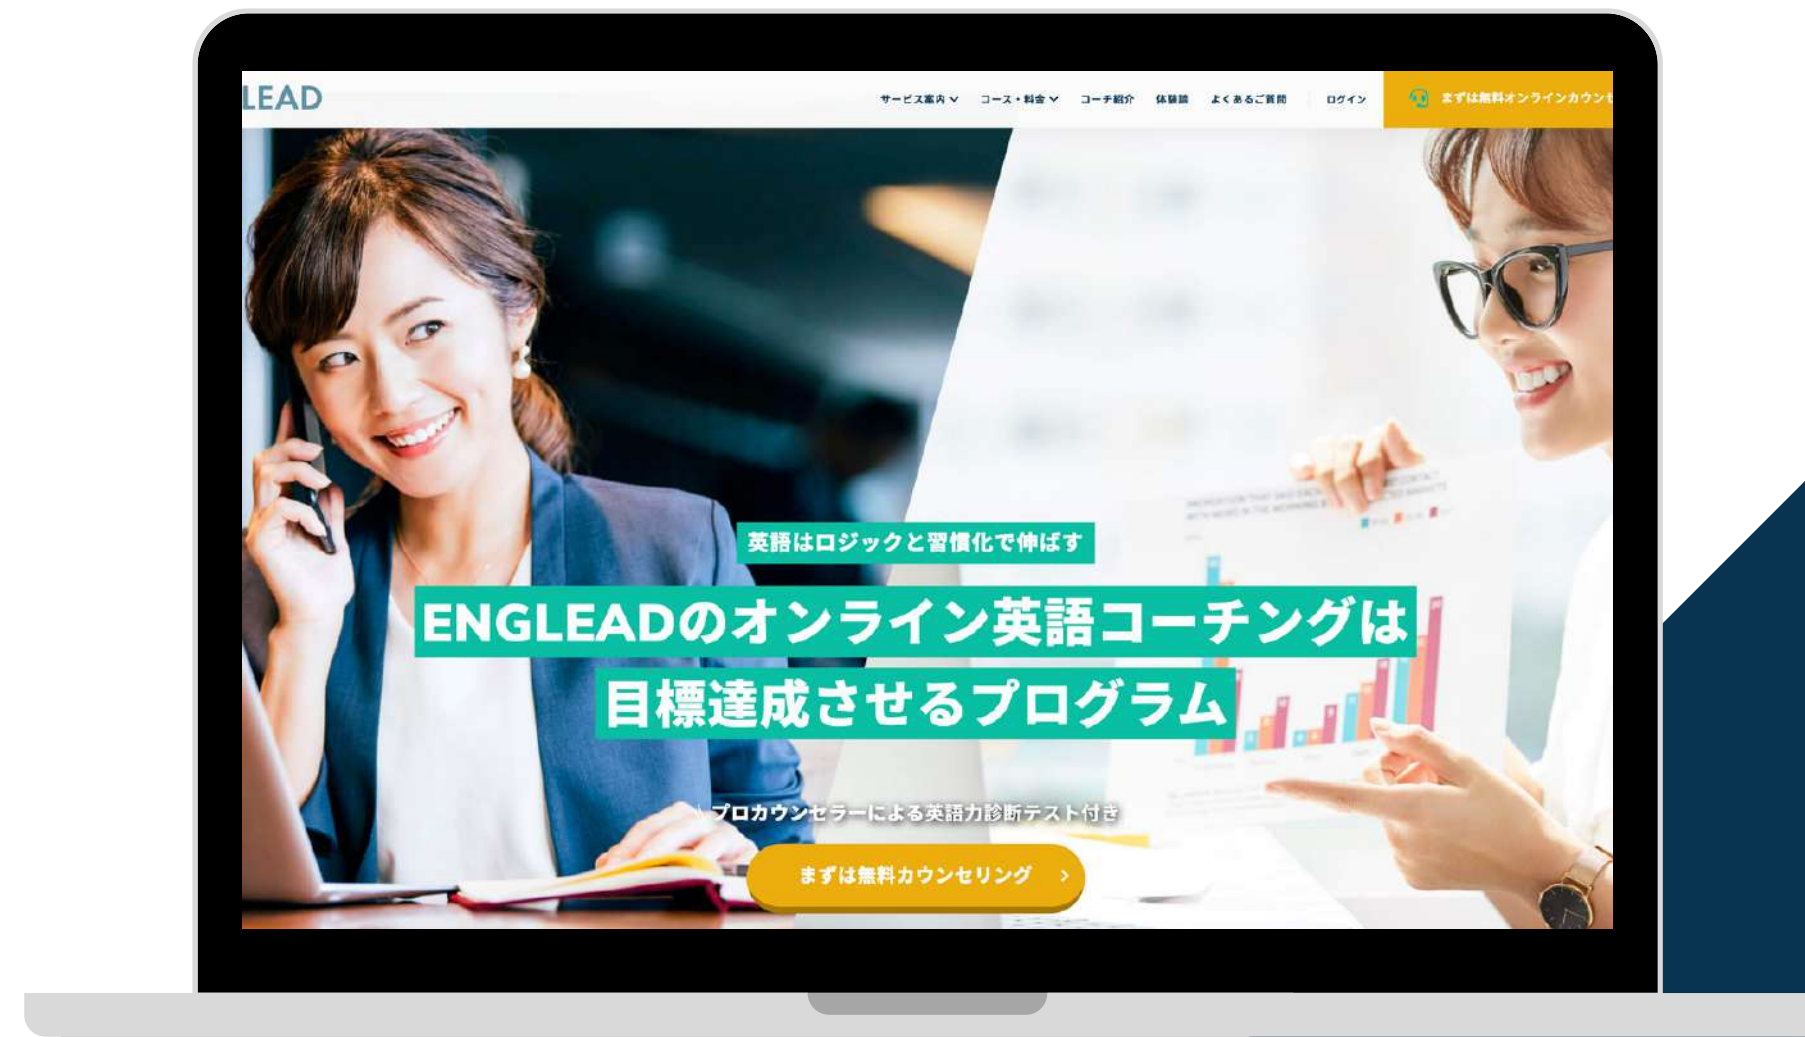 LEAD
サービス案内 コース・料金 コーチ紹介 体験談 よくあるご質問 ログイン まずは無料オンラインカウンセ
英語はロジックと習慣化で伸ばす
ENGLEADのオンライン英語コーチングは
目標達成させるプログラム
\ プロカウンセラーによる英語力診断テスト付き
まずは無料カウンセリング >